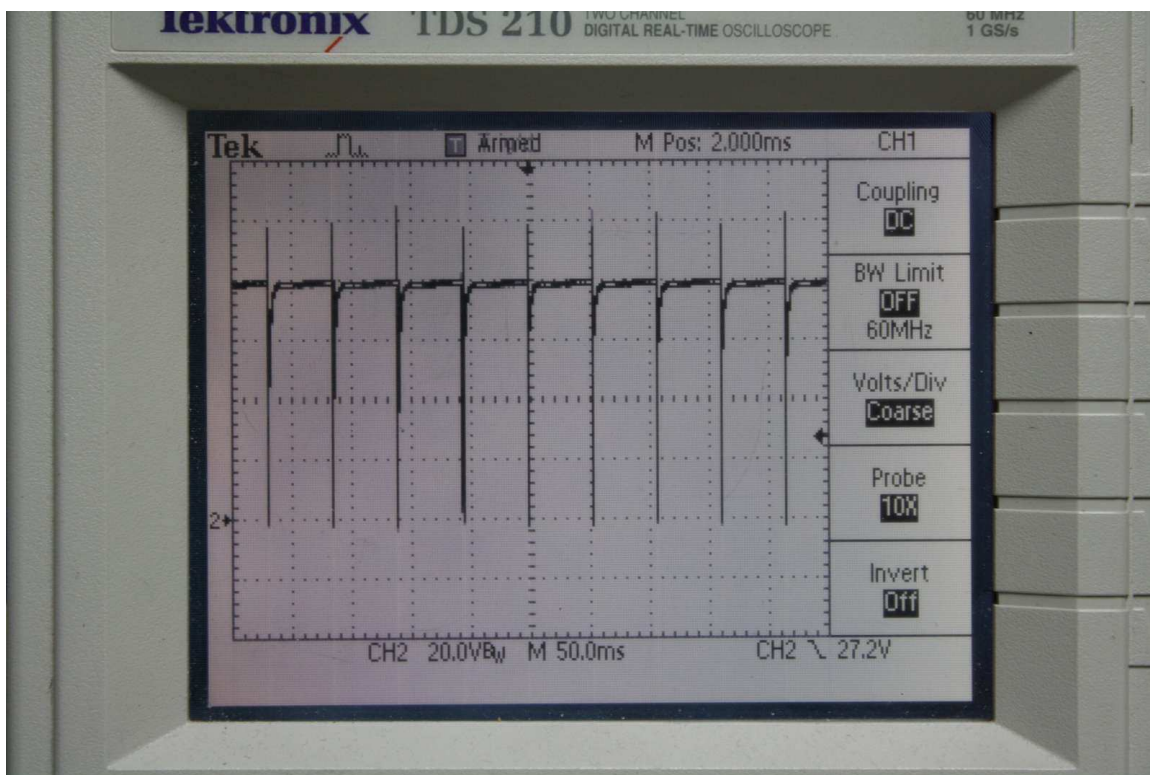 Tektronix TDS 210 TWO CHANNEL 60 MHz
DIGITAL REAL-TIME OSCILLOSCOPE 1 GS/s
Tek T M Pos: 2.000ms CH1
Coupling
DC
BW Limit
OFF
60MHz
Volts/Div
Coarse
Probe
10X
2
Invert
Off
CH2 20.0VBW M 50.0ms CH2 27.2V